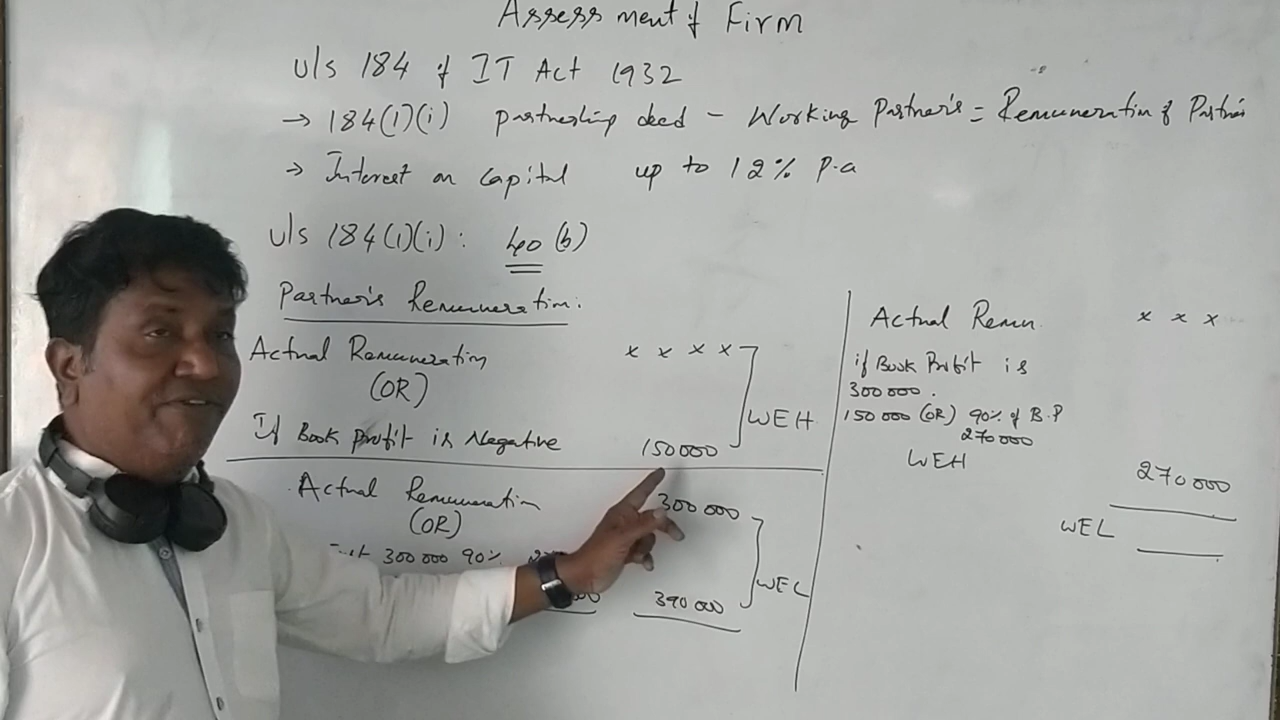 Assessment of Firm
u/s 184 of IT Act 1932
→ 184(1)(i) partnership deed - Working Partner's = Remuneration of Partner's
→ Interest on capital up to 12% p.a
u/s 184(1)(i): 40 (b)
Partner's Remuneration.
Actual Remuneration x x x x
(OR)
If Book Profit is Negative 150000
WEH
Actual Remuneration 300000
(OR)
300000 90%
390000
WEL
Actual Remun. x x x
if Book Profit is
300000.
150000 (OR) 90% of B.P
270000
WEH
270000
WEL